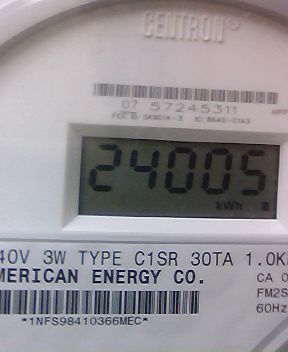 CENTRON®
07 57245311
24005
kWh
40V 3W TYPE C1SR 30TA 1.0K
MERICAN ENERGY CO.
CA 0
FM2S
60Hz
*1NFS98410366MEC*